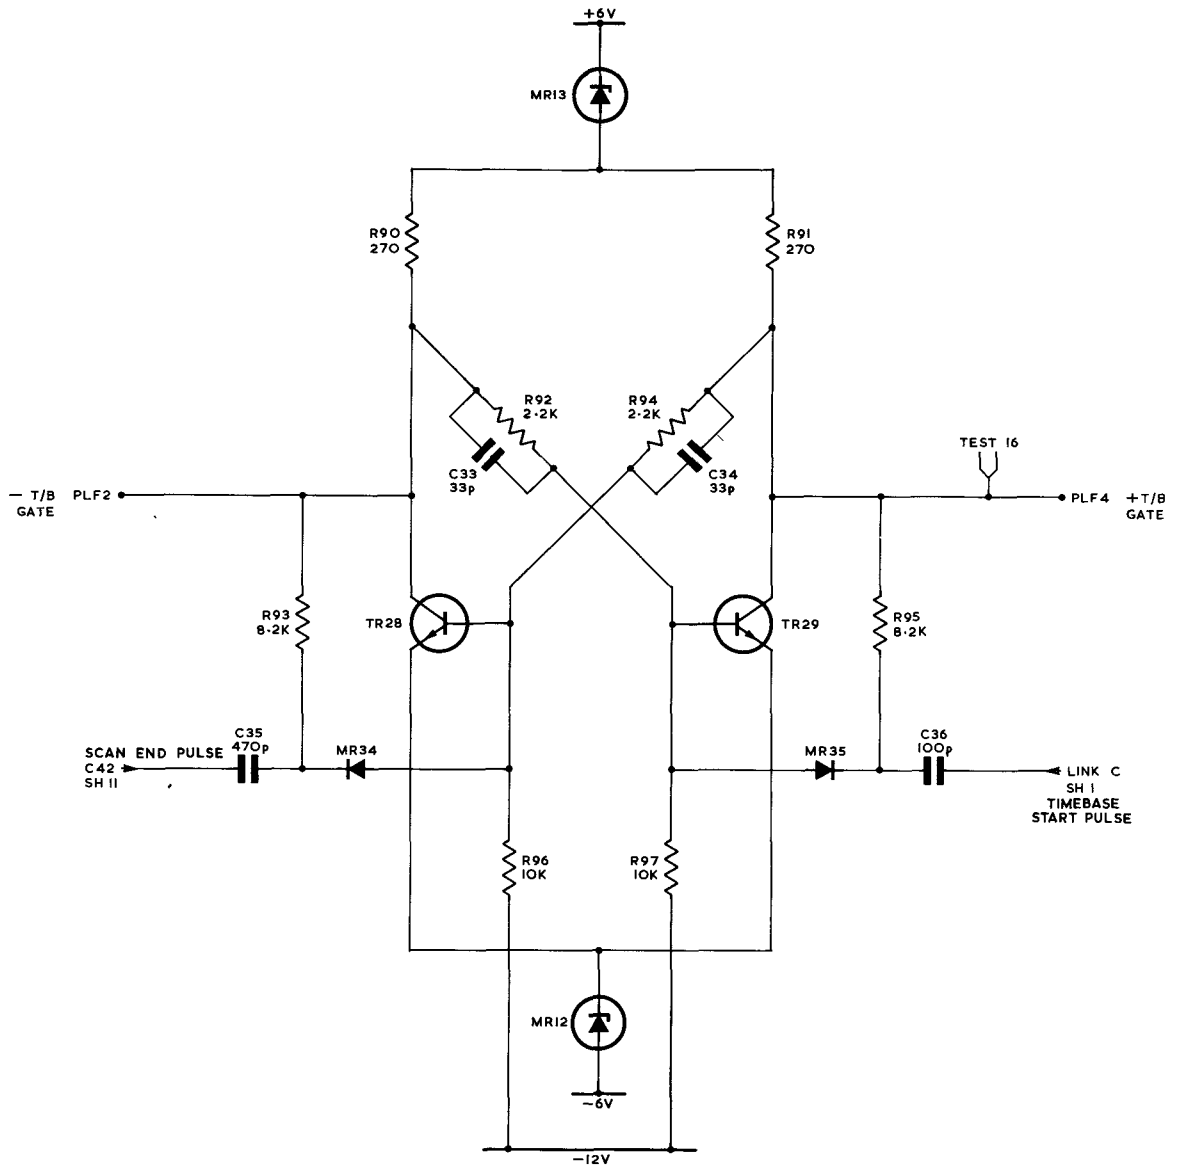 +6V
MR13
R90
270
R91
270
R92
2·2K
R94
2·2K
C33
33p
C34
33p
TEST 16
— T/B PLF2
GATE
PLF4 +T/B
GATE
R93
8·2K
TR28
TR29
R95
8·2K
SCAN END PULSE
C42
SH 11
C35
470p
MR34
MR35
C36
100p
LINK C
SH 1
TIMEBASE
START PULSE
R96
10K
R97
10K
MR12
-6V
-12V